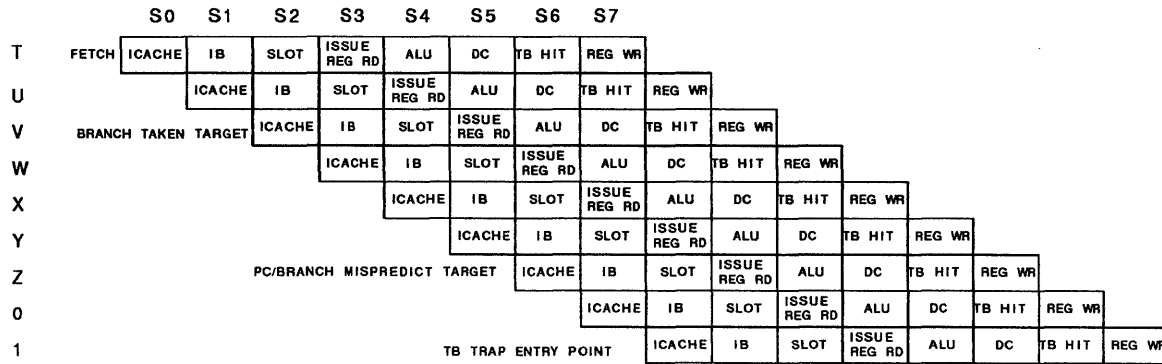 S0 S1 S2 S3 S4 S5 S6 S7
T FETCH ICACHE IB SLOT ISSUE REG RD ALU DC TB HIT REG WR
U ICACHE IB SLOT ISSUE REG RD ALU DC TB HIT REG WR
V BRANCH TAKEN TARGET ICACHE IB SLOT ISSUE REG RD ALU DC TB HIT REG WR
W ICACHE IB SLOT ISSUE REG RD ALU DC TB HIT REG WR
X ICACHE IB SLOT ISSUE REG RD ALU DC TB HIT REG WR
Y ICACHE IB SLOT ISSUE REG RD ALU DC TB HIT REG WR
Z PC/BRANCH MISPREDICT TARGET ICACHE IB SLOT ISSUE REG RD ALU DC TB HIT REG WR
0 ICACHE IB SLOT ISSUE REG RD ALU DC TB HIT REG WR
1 TB TRAP ENTRY POINT ICACHE IB SLOT ISSUE REG RD ALU DC TB HIT REG WR